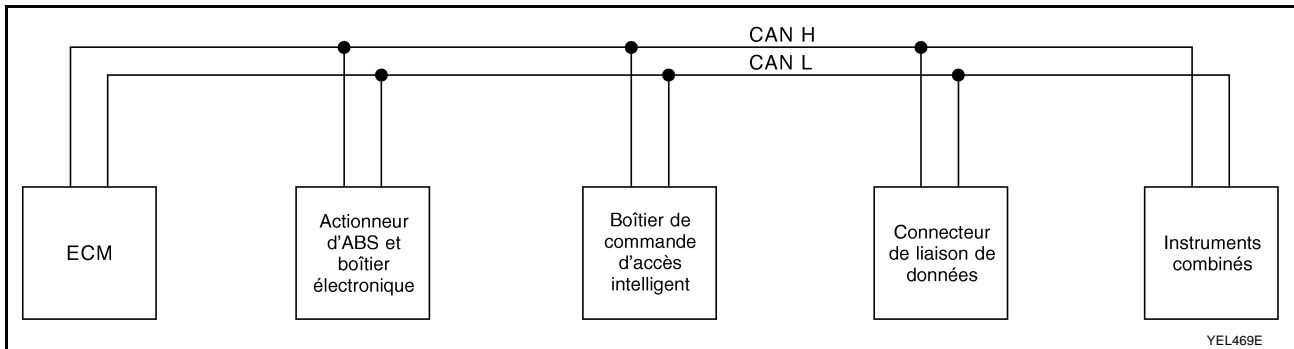 CAN H
CAN L
ECM
Actionneur
d'ABS et
boîtier
électronique
Boîtier de
commande
d'accès
intelligent
Connecteur
de liaison de
données
Instruments
combinés
YEL469E